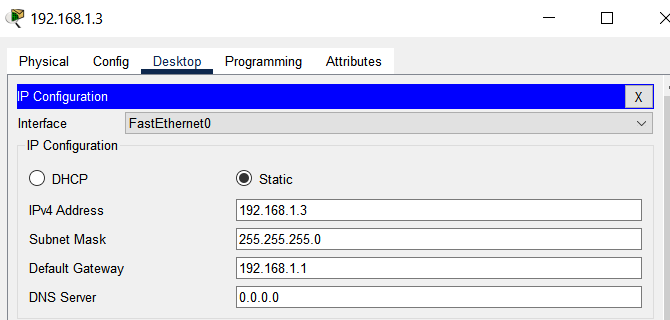 192.168.1.3
Physical Config Desktop Programming Attributes
IP Configuration X
Interface FastEthernet0
IP Configuration
DHCP Static
IPv4 Address 192.168.1.3
Subnet Mask 255.255.255.0
Default Gateway 192.168.1.1
DNS Server 0.0.0.0